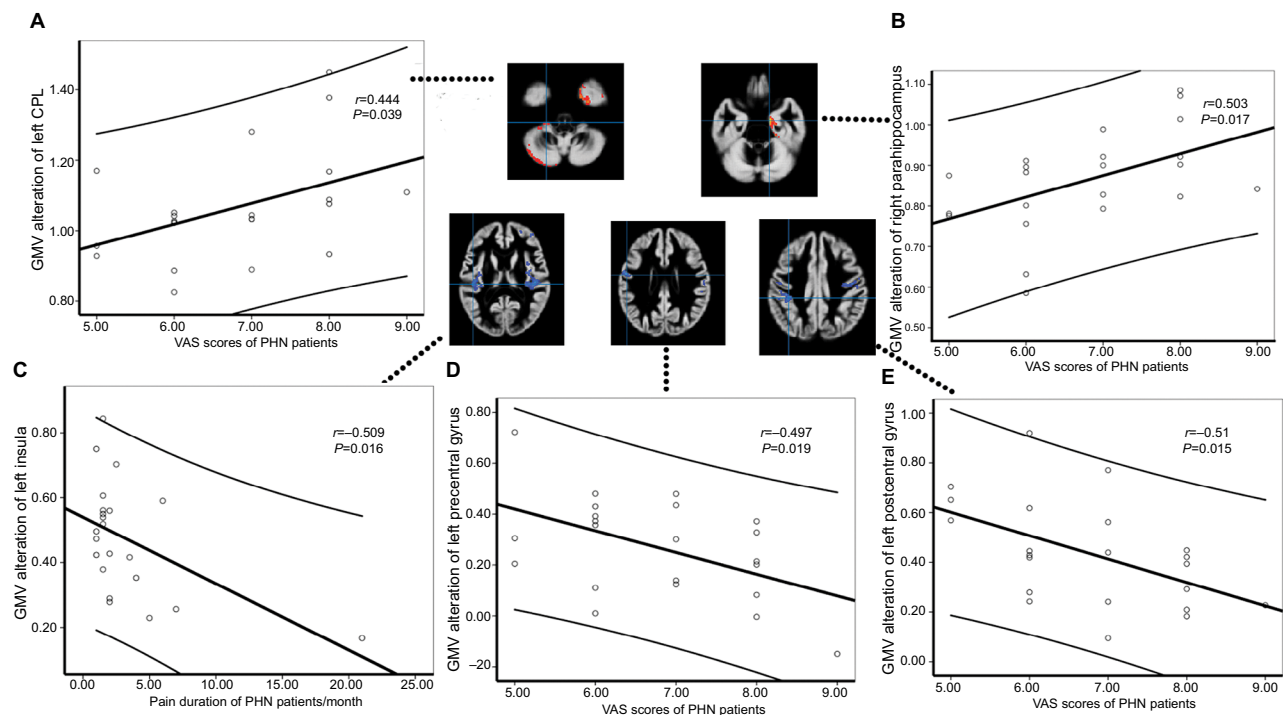 A
GMV alteration of left CPL
1.40
1.20
1.00
0.80
r=0.444
P=0.039
5.00 6.00 7.00 8.00 9.00
VAS scores of PHN patients
B
GMV alteration of right parahippocampus
1.10
1.00
0.90
0.80
0.70
0.60
0.50
r=0.503
P=0.017
5.00 6.00 7.00 8.00 9.00
VAS scores of PHN patients
C
GMV alteration of left insula
0.80
0.60
0.40
0.20
r=–0.509
P=0.016
0.00 5.00 10.00 15.00 20.00 25.00
Pain duration of PHN patients/month
D
GMV alteration of left precentral gyrus
0.80
0.60
0.40
0.20
0.00
–20
r=–0.497
P=0.019
5.00 6.00 7.00 8.00 9.00
VAS scores of PHN patients
E
GMV alteration of left postcentral gyrus
1.00
0.80
0.60
0.40
0.20
0.00
r=–0.51
P=0.015
5.00 6.00 7.00 8.00 9.00
VAS scores of PHN patients